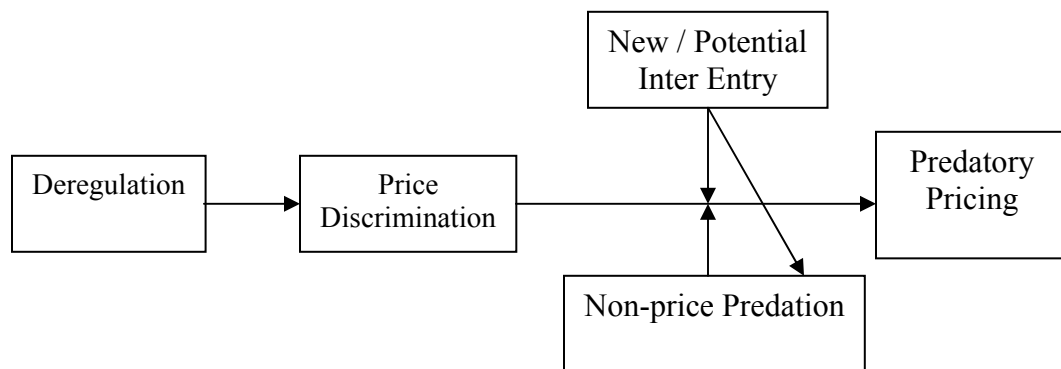 New / Potential
Inter Entry
Deregulation
Price
Discrimination
Predatory
Pricing
Non-price Predation